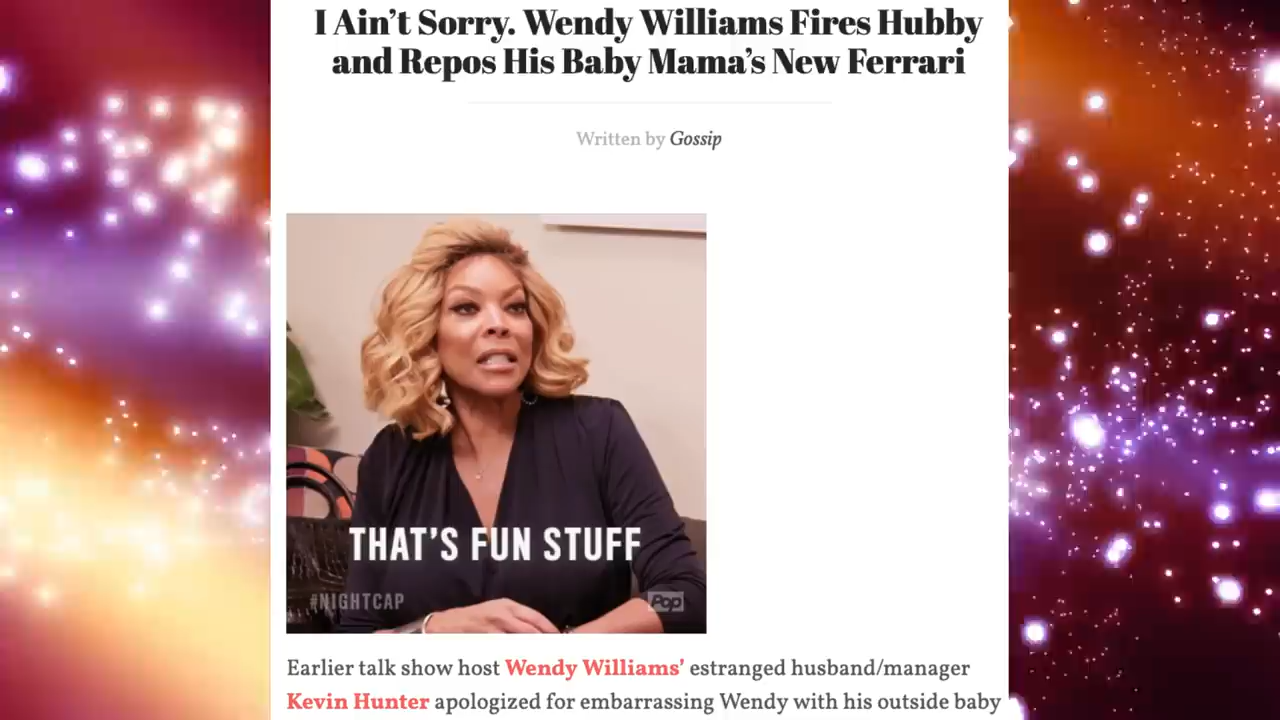 I Ain’t Sorry. Wendy Williams Fires Hubby
and Repos His Baby Mama’s New Ferrari
Written by Gossip
THAT’S FUN STUFF
#NIGHTCAP
Pop
Earlier talk show host Wendy Williams’ estranged husband/manager
Kevin Hunter apologized for embarrassing Wendy with his outside baby